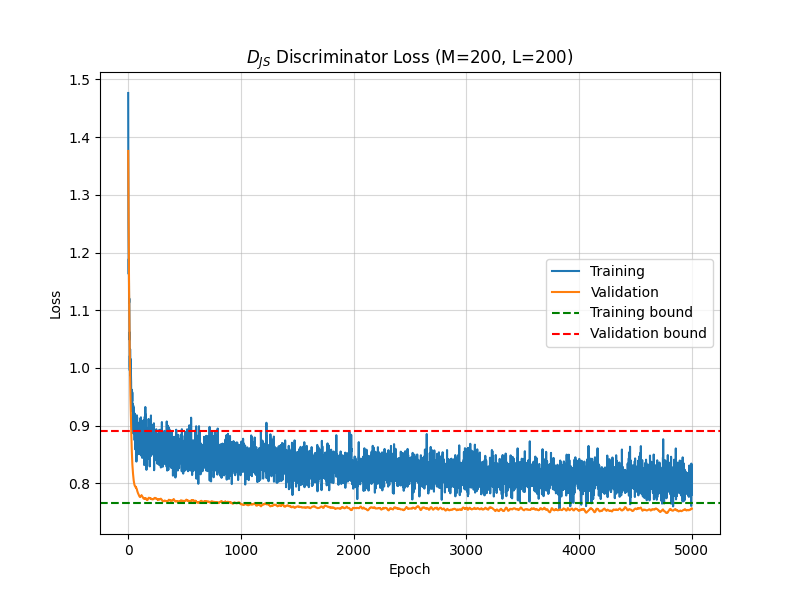 D_JS Discriminator Loss (M=200, L=200)
1.5
1.4
1.3
1.2
1.1
1.0
0.9
0.8
Loss
Training
Validation
Training bound
Validation bound
0 1000 2000 3000 4000 5000
Epoch